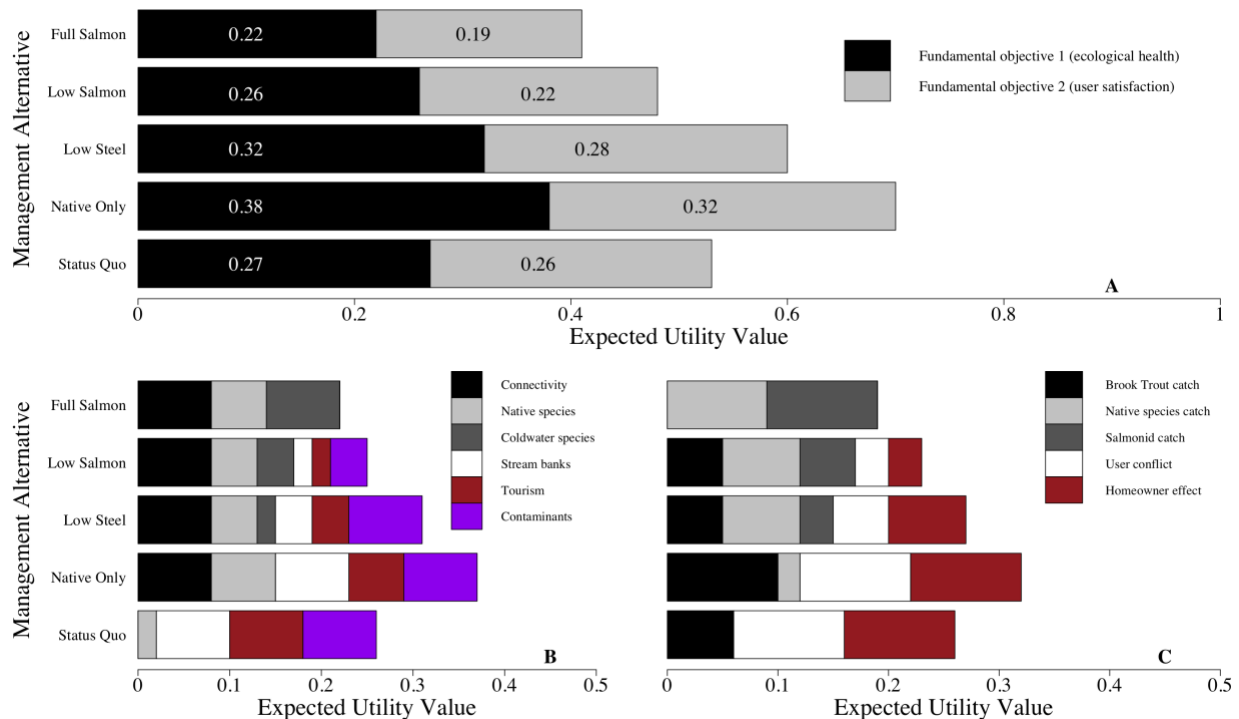 Management Alternative
Full Salmon
0.22
0.19
Low Salmon
0.26
0.22
Low Steel
0.32
0.28
Native Only
0.38
0.32
Status Quo
0.27
0.26
Fundamental objective 1 (ecological health)
Fundamental objective 2 (user satisfaction)
A
0
0.2
0.4
0.6
0.8
1
Expected Utility Value
Management Alternative
Full Salmon
Low Salmon
Low Steel
Native Only
Status Quo
Connectivity
Native species
Coldwater species
Stream banks
Tourism
Contaminants
B
0
0.1
0.2
0.3
0.4
0.5
Expected Utility Value
Brook Trout catch
Native species catch
Salmonid catch
User conflict
Homeowner effect
C
0
0.1
0.2
0.3
0.4
0.5
Expected Utility Value